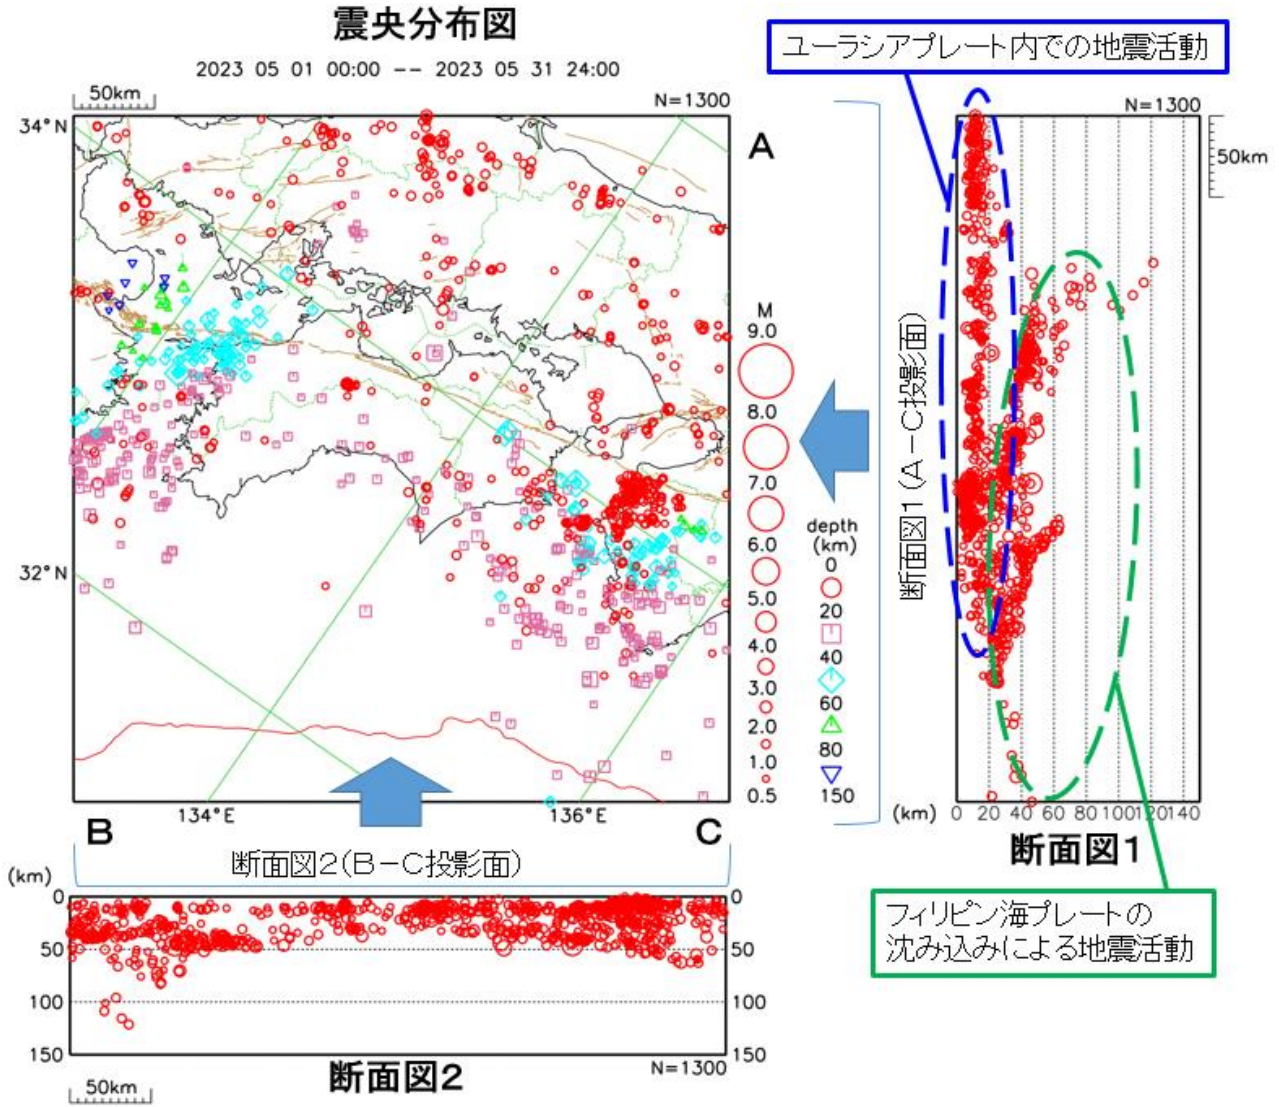 震央分布図
2023 05 01 00:00 -- 2023 05 31 24:00
50km
N=1300
34°N
32°N
134°E
136°E
A
B
C
M
9.0
8.0
7.0
6.0
5.0
4.0
3.0
2.0
1.0
0.5
depth
(km)
0
20
40
60
80
150
ユーラシアプレート内での地震活動
N=1300
50km
断面図1(A-C投影面)
(km)
0 20 40 60 80 100 120 140
断面図1
フィリピン海プレートの
沈み込みによる地震活動
断面図2(B-C投影面)
(km)
0
50
100
150
0
50
100
150
N=1300
断面図2
50km